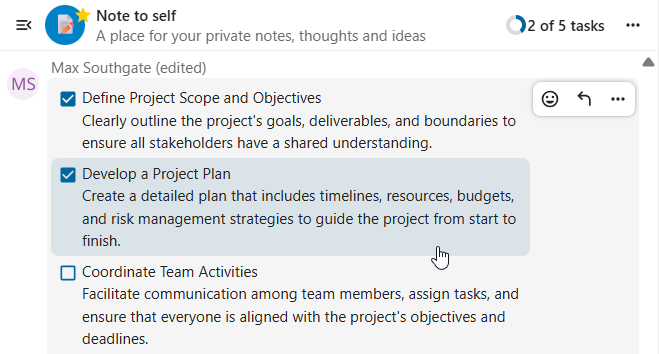 Note to self
A place for your private notes, thoughts and ideas
2 of 5 tasks
Max Southgate (edited)
MS
Define Project Scope and Objectives
Clearly outline the project's goals, deliverables, and boundaries to
ensure all stakeholders have a shared understanding.
Develop a Project Plan
Create a detailed plan that includes timelines, resources, budgets,
and risk management strategies to guide the project from start to
finish.
Coordinate Team Activities
Facilitate communication among team members, assign tasks, and
ensure that everyone is aligned with the project's objectives and
deadlines.